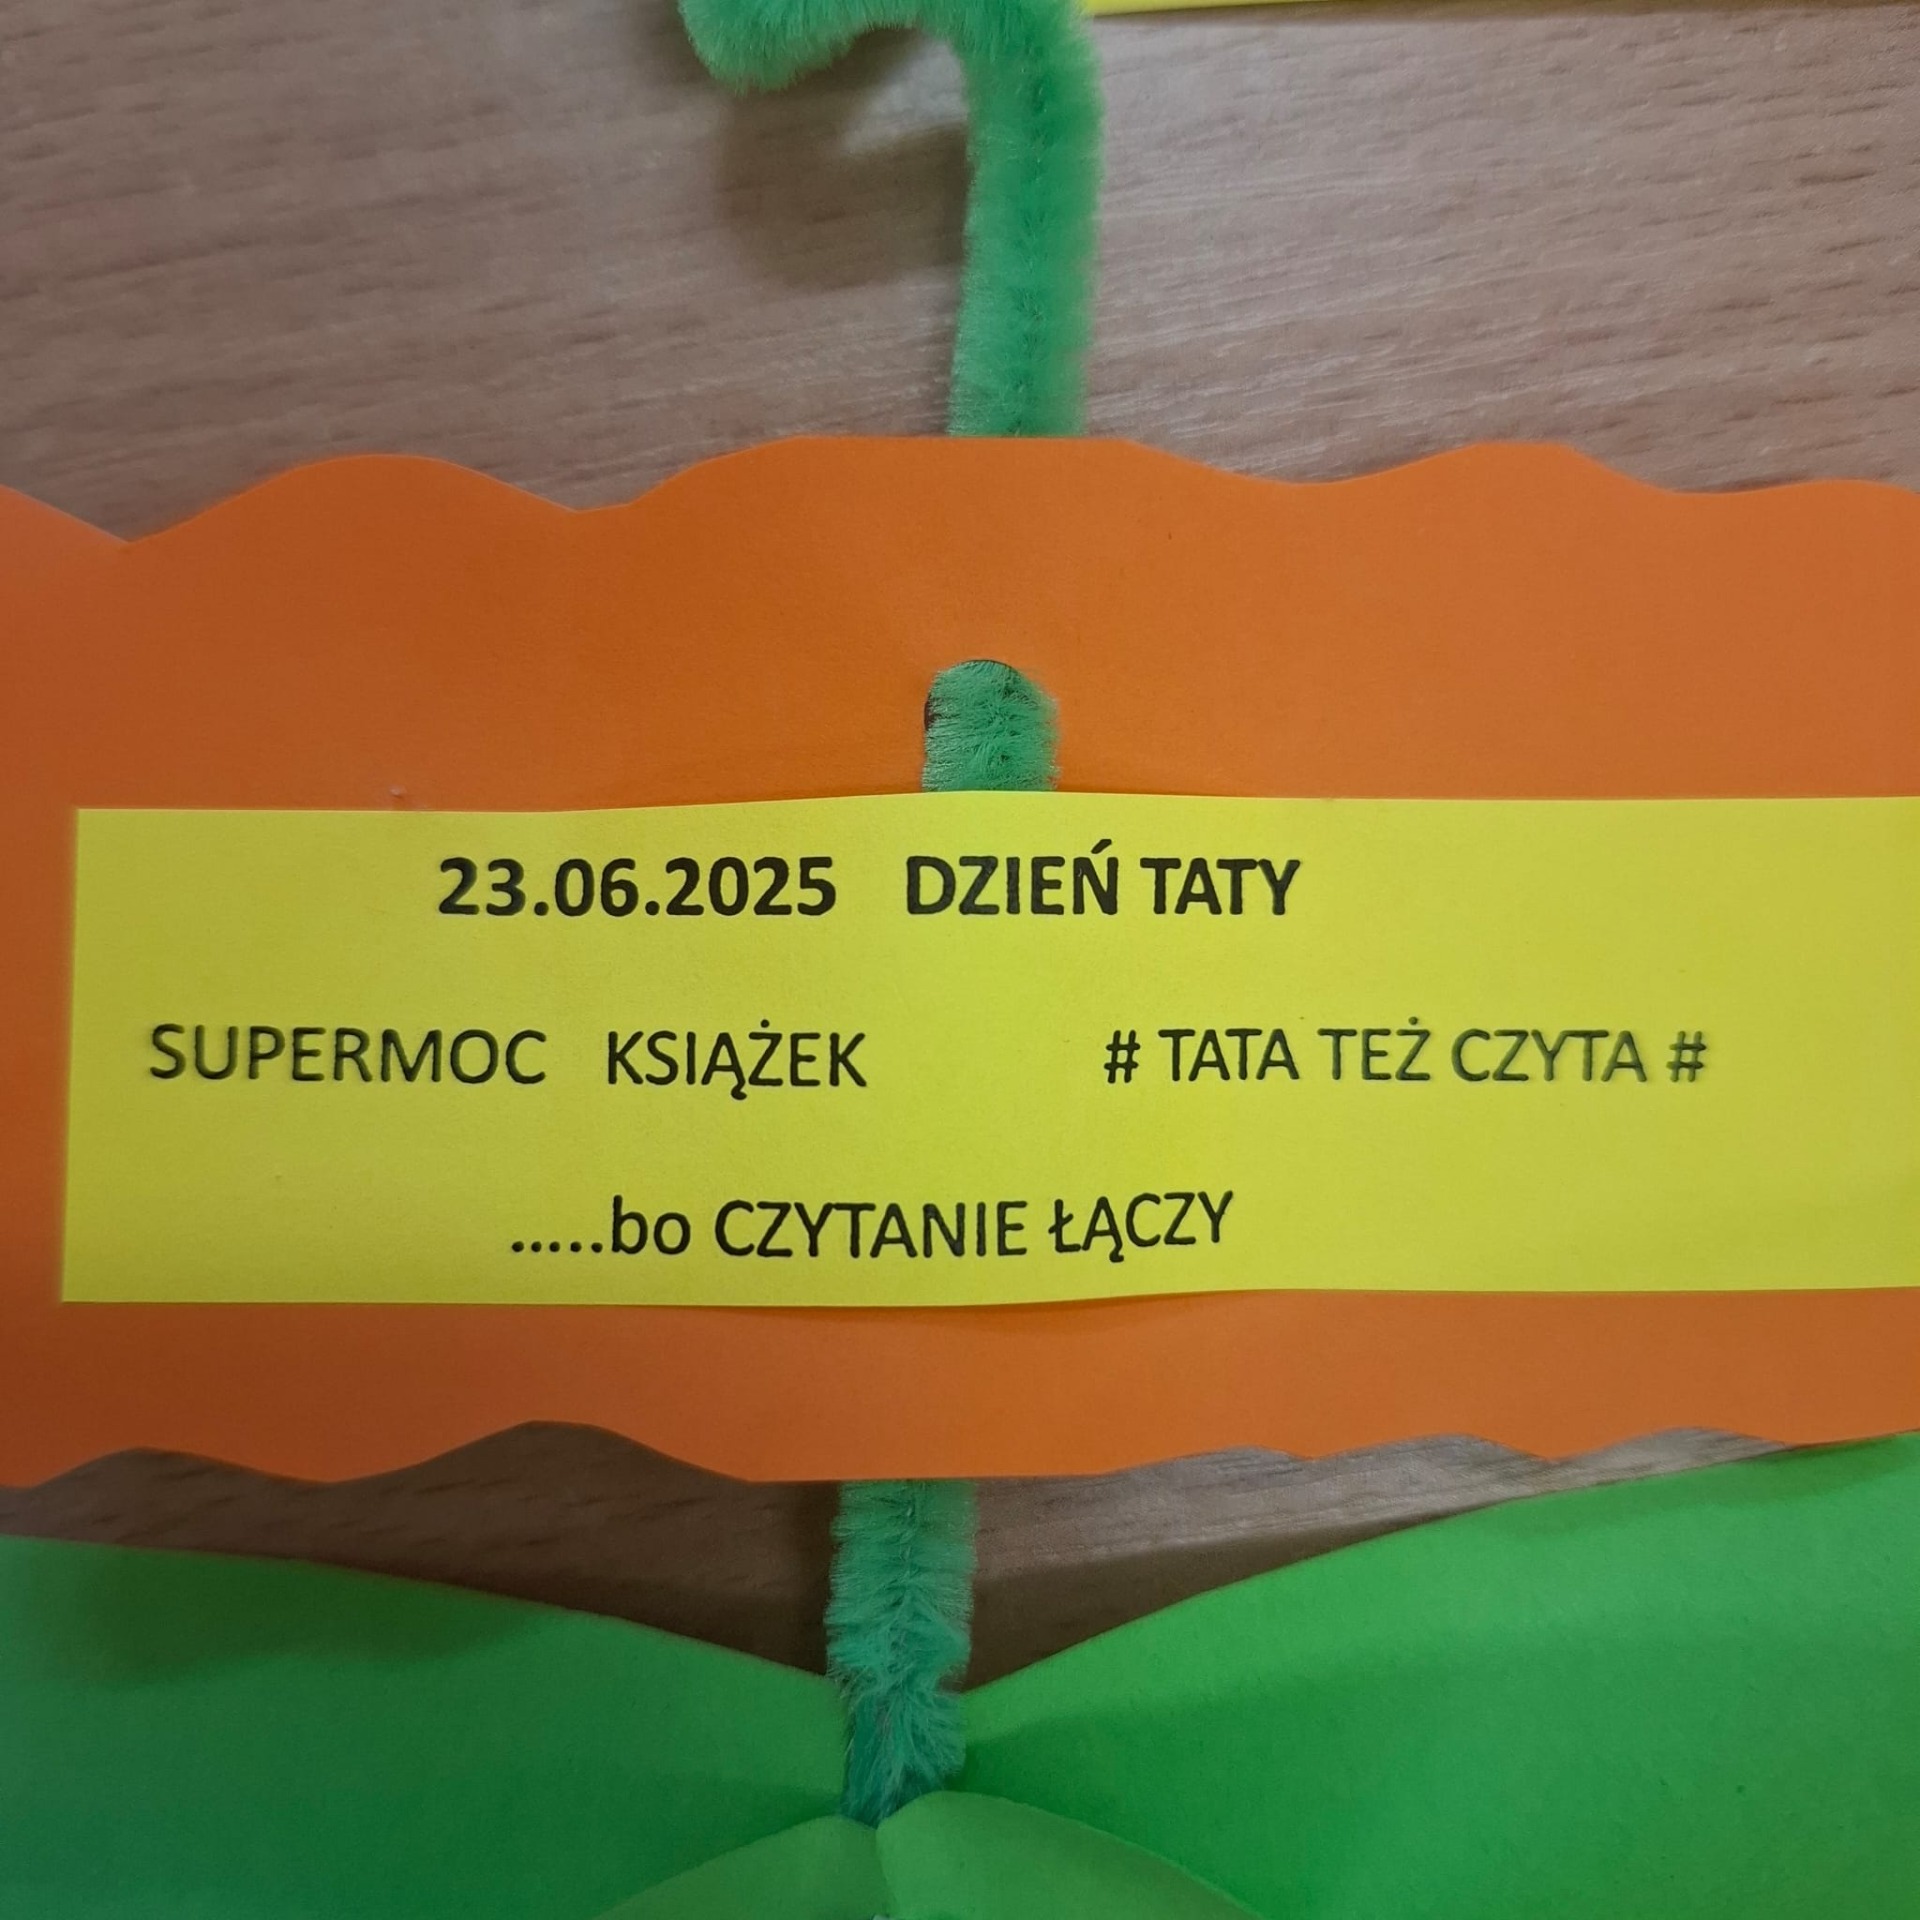 23.06.2025 DZIEŃ TATY
SUPERMOC KSIĄŻEK # TATA TEŻ CZYTA #
.....bo CZYTANIE ŁĄCZY